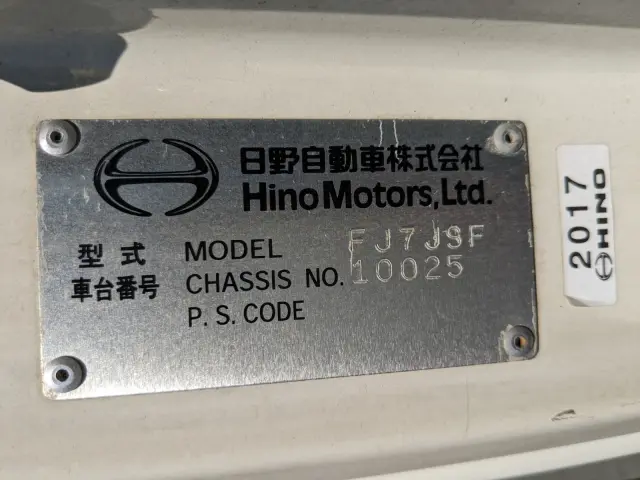 日野自動車株式会社
Hino Motors, Ltd.
型式 MODEL FJ7JSF
車台番号 CHASSIS NO. 10025
P.S.CODE
2017
HINO